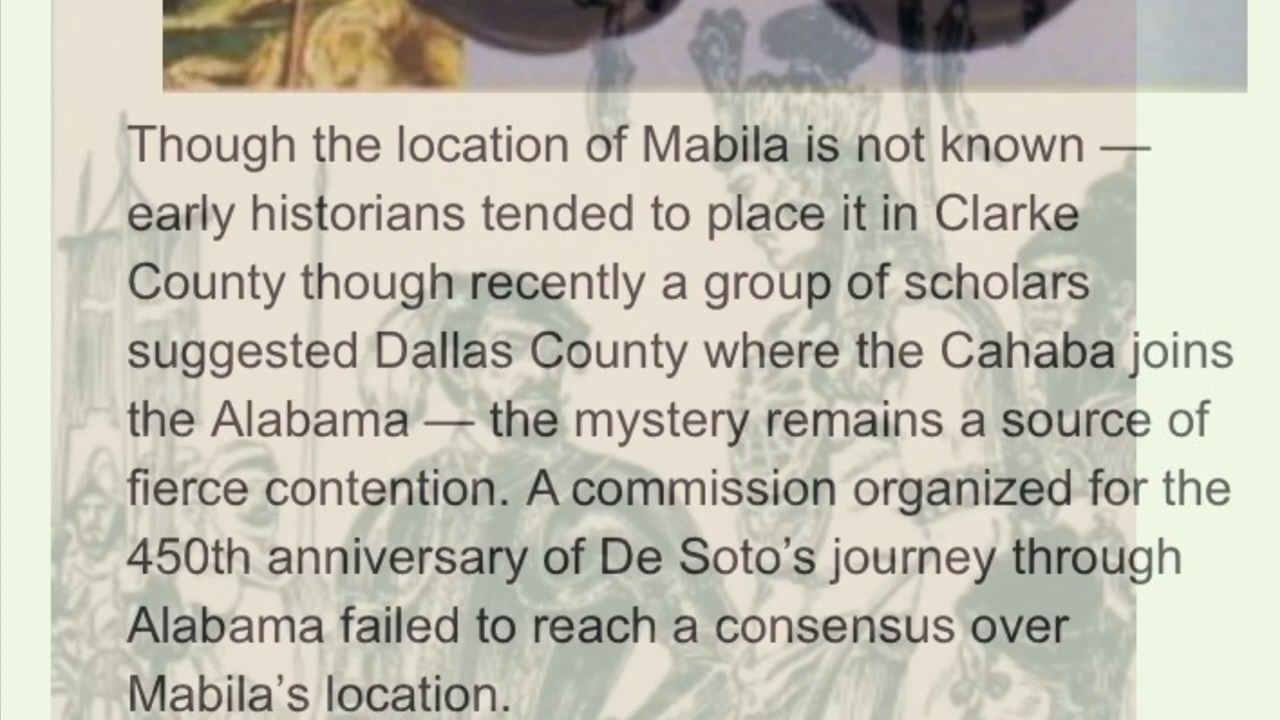 Though the location of Mabila is not known —
early historians tended to place it in Clarke
County though recently a group of scholars
suggested Dallas County where the Cahaba joins
the Alabama — the mystery remains a source of
fierce contention. A commission organized for the
450th anniversary of De Soto’s journey through
Alabama failed to reach a consensus over
Mabila’s location.